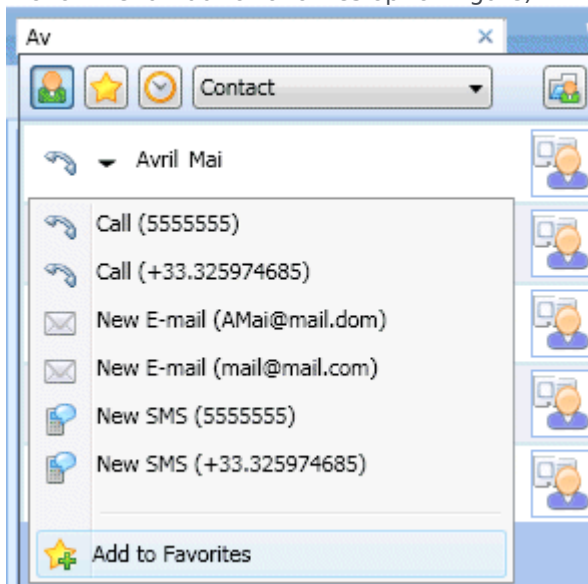 Av
Contact
Avril Mai
Call (5555555)
Call (+33.325974685)
New E-mail (AMai@mail.dom)
New E-mail (mail@mail.com)
New SMS (5555555)
New SMS (+33.325974685)
Add to Favorites